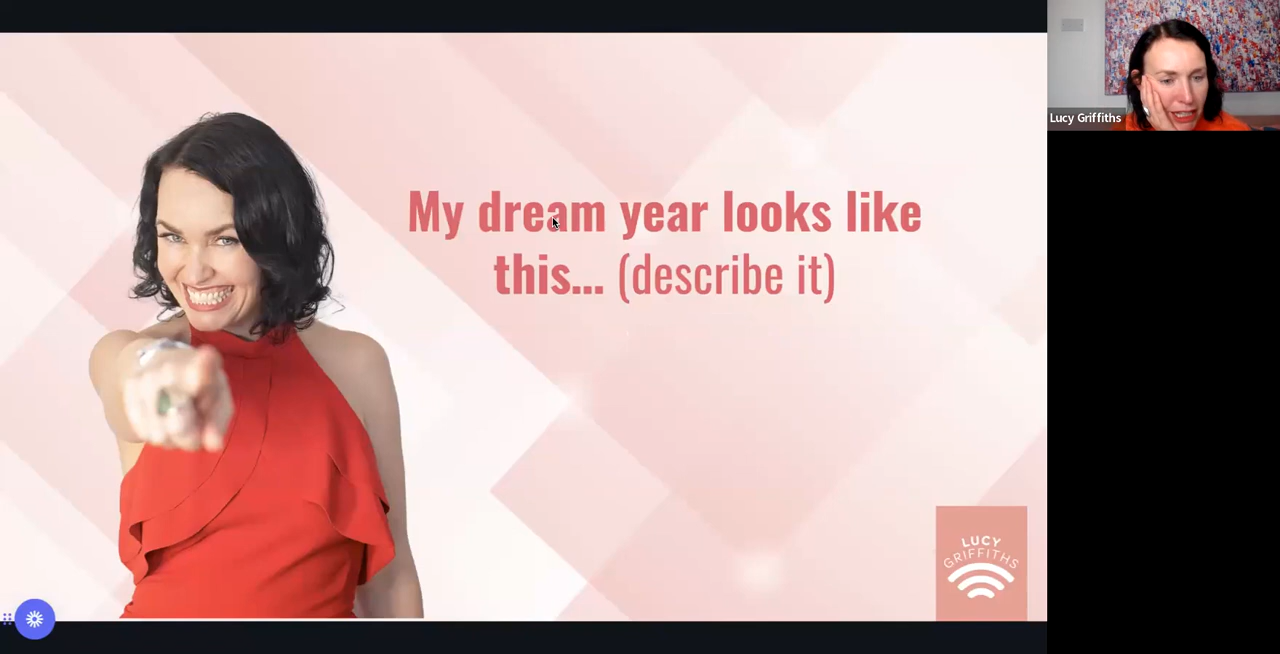 My dream year looks like
this... (describe it)
Lucy Griffiths
LUCY
GRIFFITHS